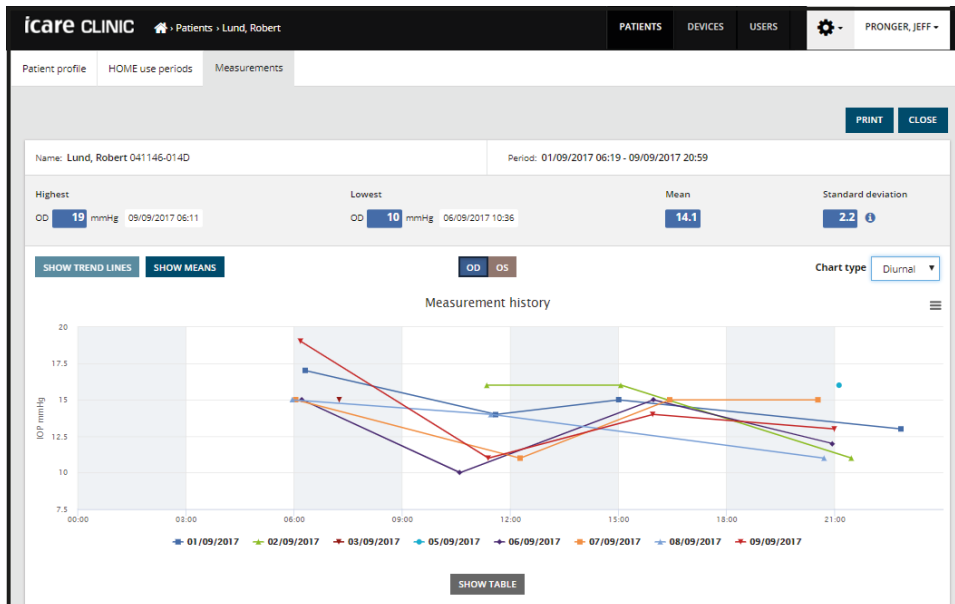 icare CLINIC › Patients › Lund, Robert PATIENTS DEVICES USERS PRONGER, JEFF
Patient profile HOME use periods Measurements
PRINT CLOSE
Name: Lund, Robert 041146-014D Period: 01/09/2017 06:19 - 09/09/2017 20:59
Highest Lowest Mean Standard deviation
OD 19 mmHg 09/09/2017 06:11 OD 10 mmHg 06/09/2017 10:36 14.1 2.2 i
SHOW TREND LINES SHOW MEANS OD OS Chart type Diurnal
Measurement history
20
17.5
15
12.5
10
7.5
IOP mmHg
00:00 03:00 06:00 09:00 12:00 15:00 18:00 21:00
01/09/2017 02/09/2017 03/09/2017 05/09/2017 06/09/2017 07/09/2017 08/09/2017 09/09/2017
SHOW TABLE